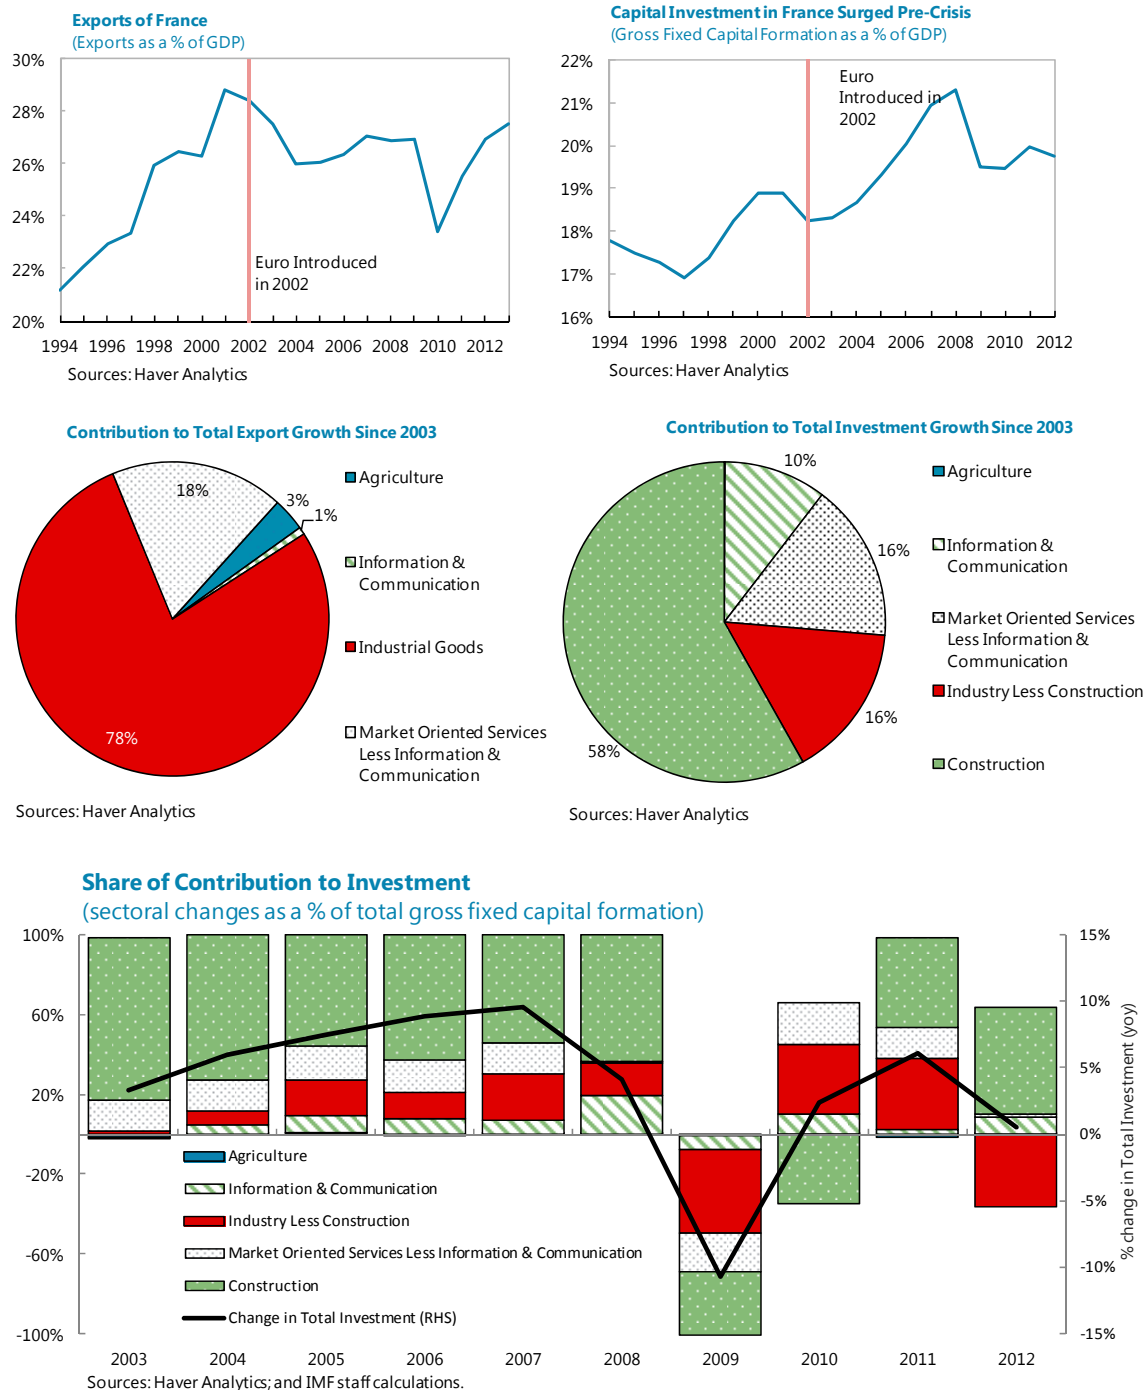 Exports of France
(Exports as a % of GDP)
30%
28%
26%
24%
22%
20%
Euro Introduced
in 2002
1994 1996 1998 2000 2002 2004 2006 2008 2010 2012
Sources: Haver Analytics
Capital Investment in France Surged Pre-Crisis
(Gross Fixed Capital Formation as a % of GDP)
22%
21%
20%
19%
18%
17%
16%
Euro
Introduced in
2002
1994 1996 1998 2000 2002 2004 2006 2008 2010 2012
Sources: Haver Analytics
Contribution to Total Export Growth Since 2003
18%
3%
1%
78%
Agriculture
Information &
Communication
Industrial Goods
Market Oriented Services
Less Information &
Communication
Sources: Haver Analytics
Contribution to Total Investment Growth Since 2003
10%
16%
16%
58%
Agriculture
Information &
Communication
Market Oriented Services
Less Information &
Communication
Industry Less Construction
Construction
Sources: Haver Analytics
Share of Contribution to Investment
(sectoral changes as a % of total gross fixed capital formation)
100%
60%
20%
-20%
-60%
-100%
15%
10%
5%
0%
-5%
-10%
-15%
% change in Total Investment (yoy)
Agriculture
Information & Communication
Industry Less Construction
Market Oriented Services Less Information & Communication
Construction
Change in Total Investment (RHS)
2003 2004 2005 2006 2007 2008 2009 2010 2011 2012
Sources: Haver Analytics; and IMF staff calculations.